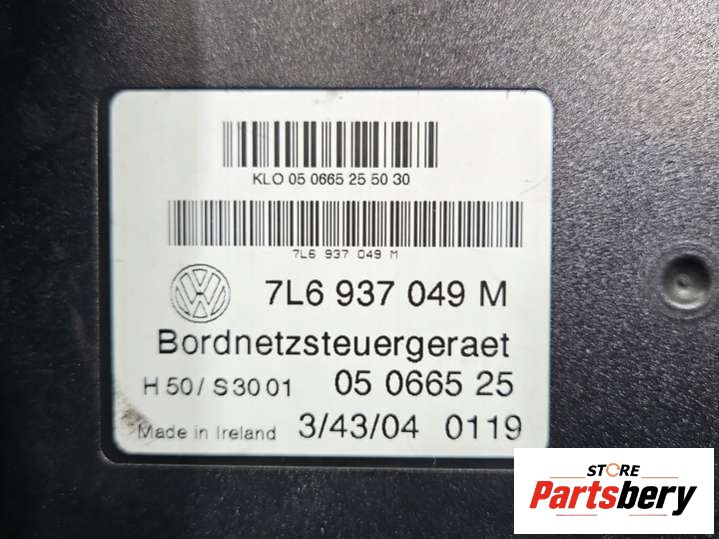 KLO 05 0665 25 50 30
7L6 937 049 M
7L6 937 049 M
Bordnetzsteuergeraet
H 50 / S 30 01 05 0665 25
Made in Ireland 3/43/04 0119
STORE
Partsbery